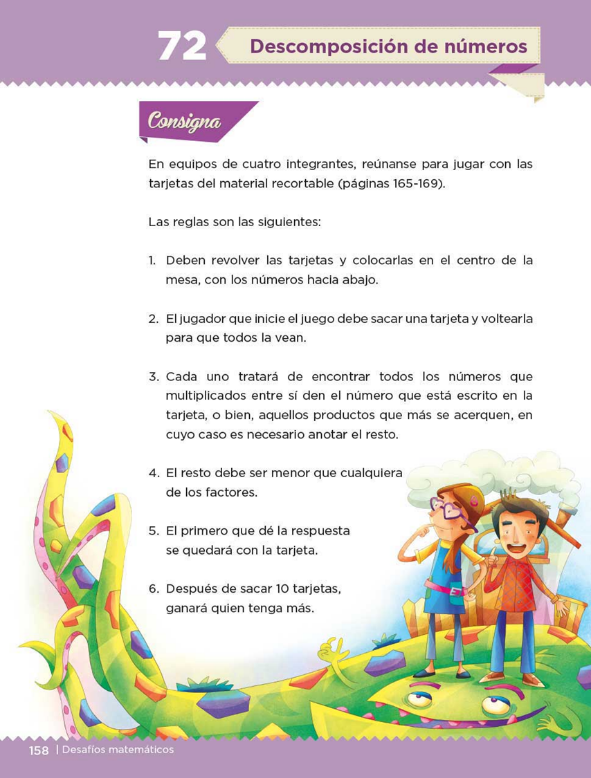 72
Descomposición de números
Consigna
En equipos de cuatro integrantes, reúnanse para jugar con las
tarjetas del material recortable (páginas 165-169).
Las reglas son las siguientes:
1. Deben revolver las tarjetas y colocarlas en el centro de la
mesa, con los números hacia abajo.
2. El jugador que inicie el juego debe sacar una tarjeta y voltearla
para que todos la vean.
3. Cada uno tratará de encontrar todos los números que
multiplicados entre sí den el número que está escrito en la
tarjeta, o bien, aquellos productos que más se acerquen, en
cuyo caso es necesario anotar el resto.
4. El resto debe ser menor que cualquiera
de los factores.
5. El primero que dé la respuesta
se quedará con la tarjeta.
6. Después de sacar 10 tarjetas,
ganará quien tenga más.
158 | Desafíos matemáticos